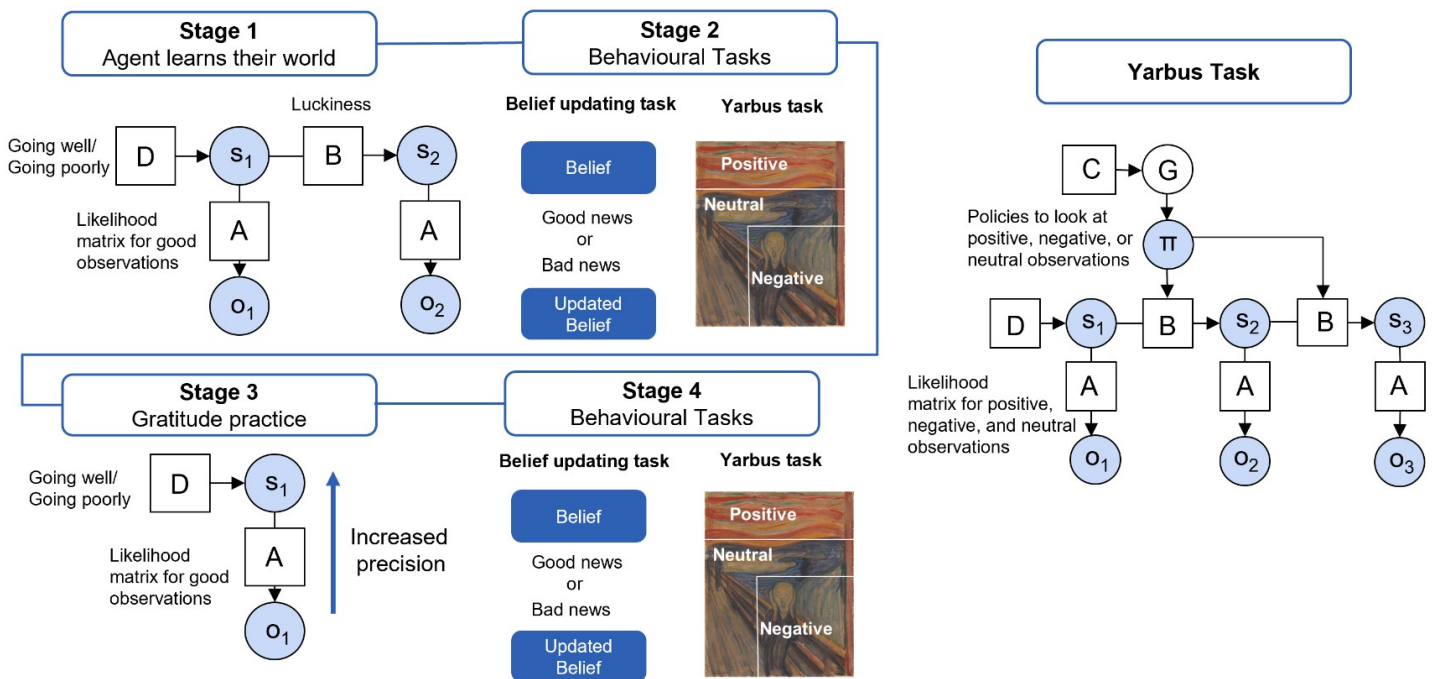 Stage 1
Agent learns their world
Stage 2
Behavioural Tasks
Luckiness
Going well/
Going poorly
D
s1
B
s2
Likelihood
matrix for good
observations
A
A
o1
o2
Belief updating task
Belief
Good news
or
Bad news
Updated
Belief
Yarbus task
Positive
Neutral
Negative
Stage 3
Gratitude practice
Stage 4
Behavioural Tasks
Going well/
Going poorly
D
s1
Likelihood
matrix for good
observations
A
o1
Increased
precision
Belief updating task
Belief
Good news
or
Bad news
Updated
Belief
Yarbus task
Positive
Neutral
Negative
Yarbus Task
C
G
Policies to look at
positive, negative, or
neutral observations
π
D
s1
B
s2
B
s3
Likelihood
matrix for positive,
negative, and neutral
observations
A
A
A
o1
o2
o3